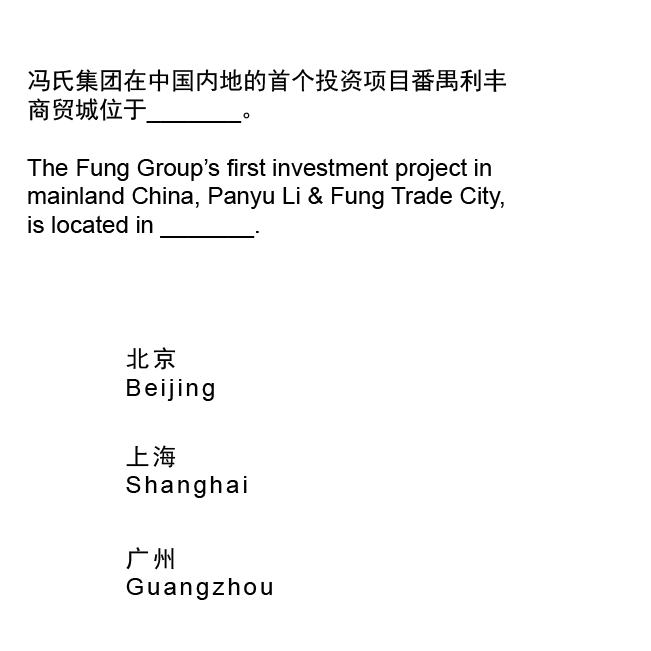 冯氏集团在中国内地的首个投资项目番禺利丰
商贸城位于_______。
The Fung Group’s first investment project in
mainland China, Panyu Li & Fung Trade City,
is located in _______.
北京
Beijing
上海
Shanghai
广州
Guangzhou